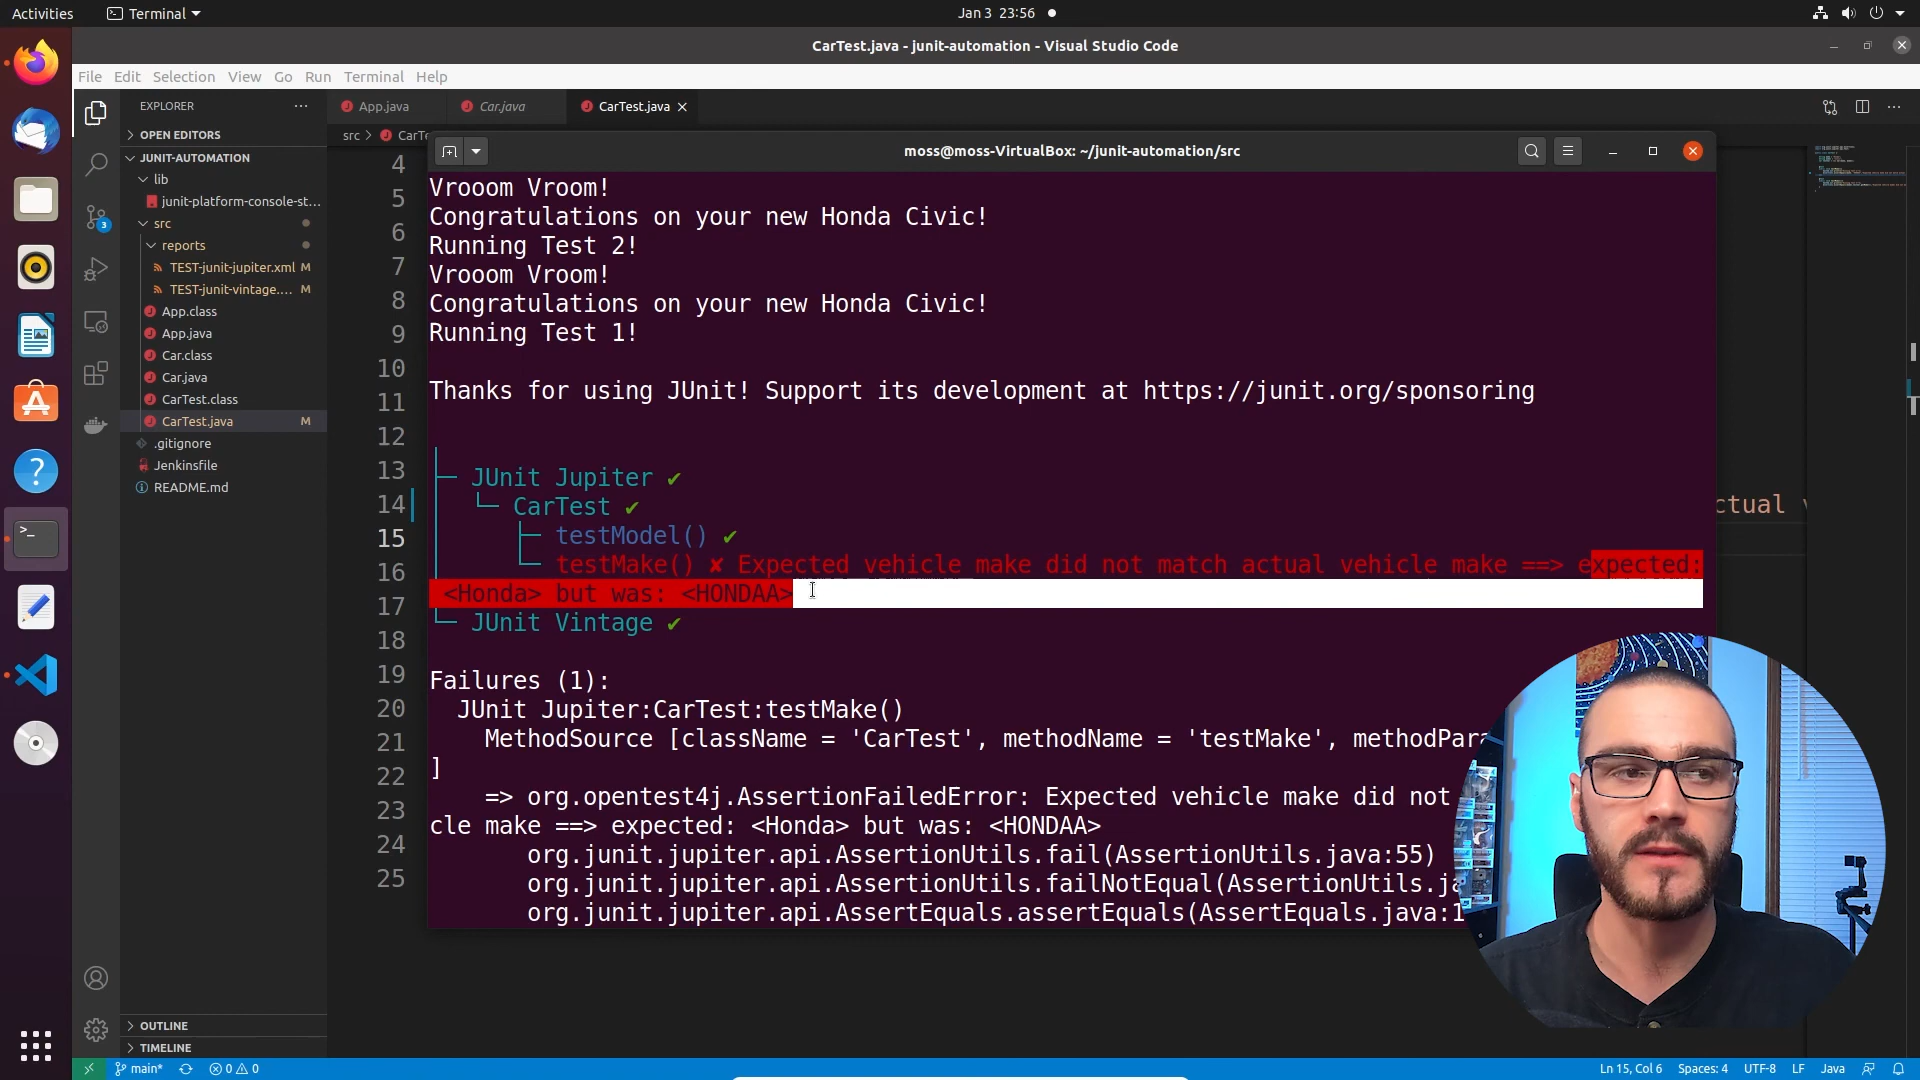 Activities
Terminal
Jan 3 23:56
CarTest.java - junit-automation - Visual Studio Code
File Edit Selection View Go Run Terminal Help
EXPLORER
App.java
Car.java
CarTest.java
OPEN EDITORS
JUNIT-AUTOMATION
lib
junit-platform-console-st...
src
reports
TEST-junit-jupiter.xml M
TEST-junit-vintage.... M
App.class
App.java
Car.class
Car.java
CarTest.class
CarTest.java M
.gitignore
Jenkinsfile
README.md
OUTLINE
TIMELINE
3
src > CarTe
4
5
6
7
8
9
10
11
12
13
14
15
16
17
18
19
20
21
22
23
24
25
ctual v
moss@moss-VirtualBox: ~/junit-automation/src
Vrooom Vroom!
Congratulations on your new Honda Civic!
Running Test 2!
Vrooom Vroom!
Congratulations on your new Honda Civic!
Running Test 1!
Thanks for using JUnit! Support its development at https://junit.org/sponsoring
JUnit Jupiter ✔
CarTest ✔
testModel() ✔
testMake() ✘ Expected vehicle make did not match actual vehicle make ==> expected:
<Honda> but was: <HONDAA>
JUnit Vintage ✔
Failures (1):
JUnit Jupiter:CarTest:testMake()
MethodSource [className = 'CarTest', methodName = 'testMake', methodPara
]
=> org.opentest4j.AssertionFailedError: Expected vehicle make did not
cle make ==> expected: <Honda> but was: <HONDAA>
org.junit.jupiter.api.AssertionUtils.fail(AssertionUtils.java:55)
org.junit.jupiter.api.AssertionUtils.failNotEqual(AssertionUtils.ja
org.junit.jupiter.api.AssertEquals.assertEquals(AssertEquals.java:1
main*
0 0
Ln 15, Col 6
Spaces: 4
UTF-8
LF
Java